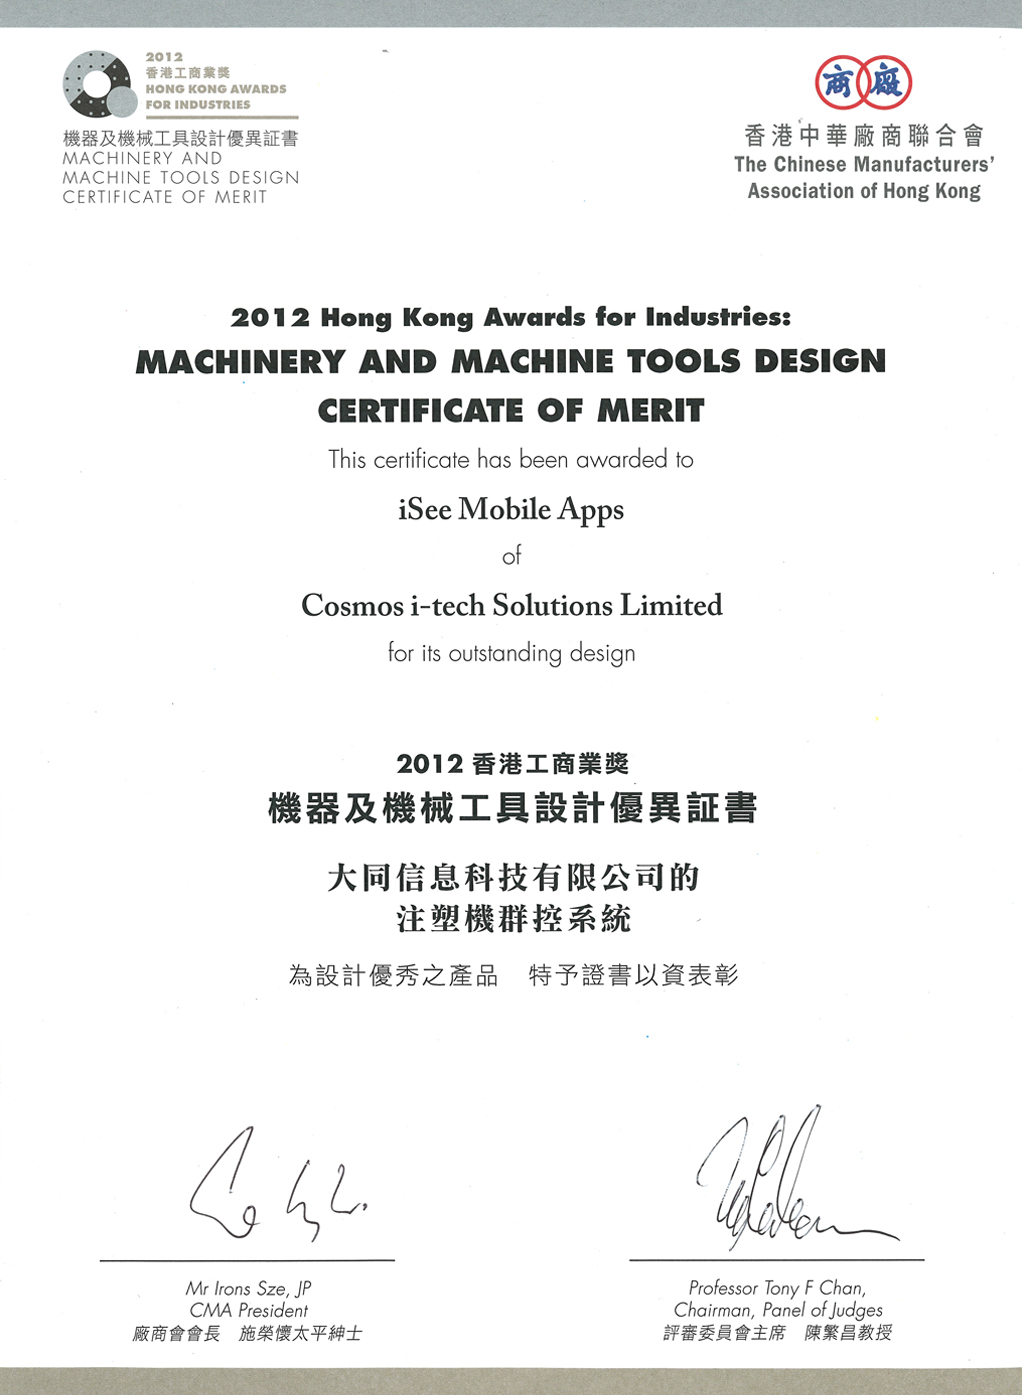 2012
香港工商業獎
HONG KONG AWARDS
FOR INDUSTRIES
機器及機械工具設計優異証書
MACHINERY AND
MACHINE TOOLS DESIGN
CERTIFICATE OF MERIT
商廠
香港中華廠商聯合會
The Chinese Manufacturers'
Association of Hong Kong
2012 Hong Kong Awards for Industries:
MACHINERY AND MACHINE TOOLS DESIGN
CERTIFICATE OF MERIT
This certificate has been awarded to
iSee Mobile Apps
of
Cosmos i-tech Solutions Limited
for its outstanding design
2012 香港工商業獎
機器及機械工具設計優異証書
大同信息科技有限公司的
注塑機群控系統
為設計優秀之產品 特予證書以資表彰
Mr Irons Sze, JP
CMA President
廠商會會長 施榮懷太平紳士
Professor Tony F Chan,
Chairman, Panel of Judges
評審委員會主席 陳繁昌教授